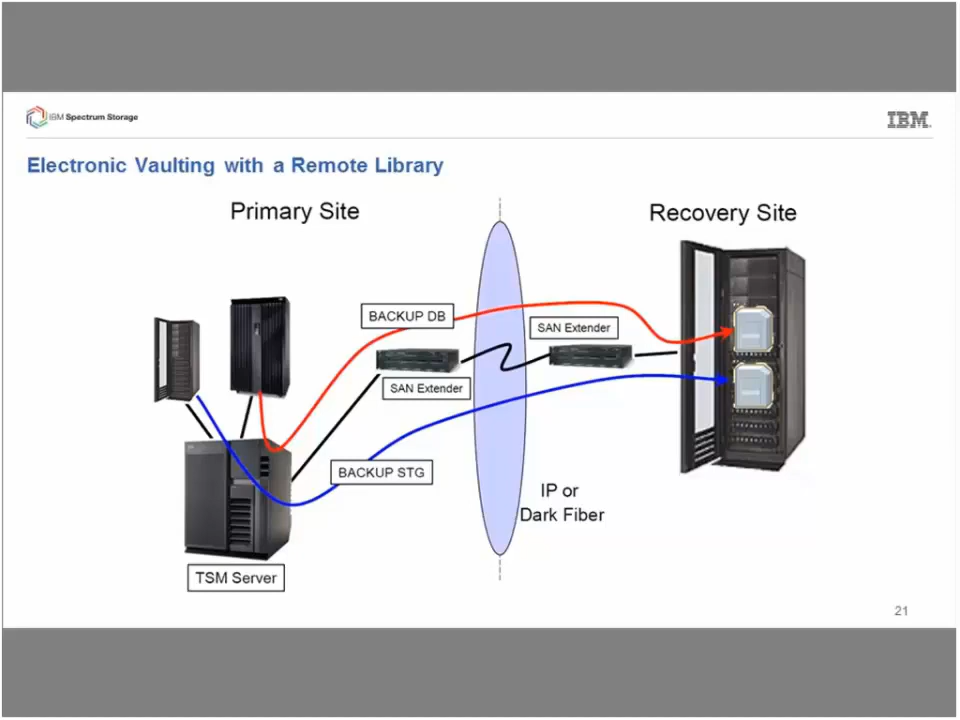 IBM Spectrum Storage
IBM
Electronic Vaulting with a Remote Library
Primary Site
Recovery Site
BACKUP DB
SAN Extender
SAN Extender
BACKUP STG
IP or
Dark Fiber
TSM Server
21